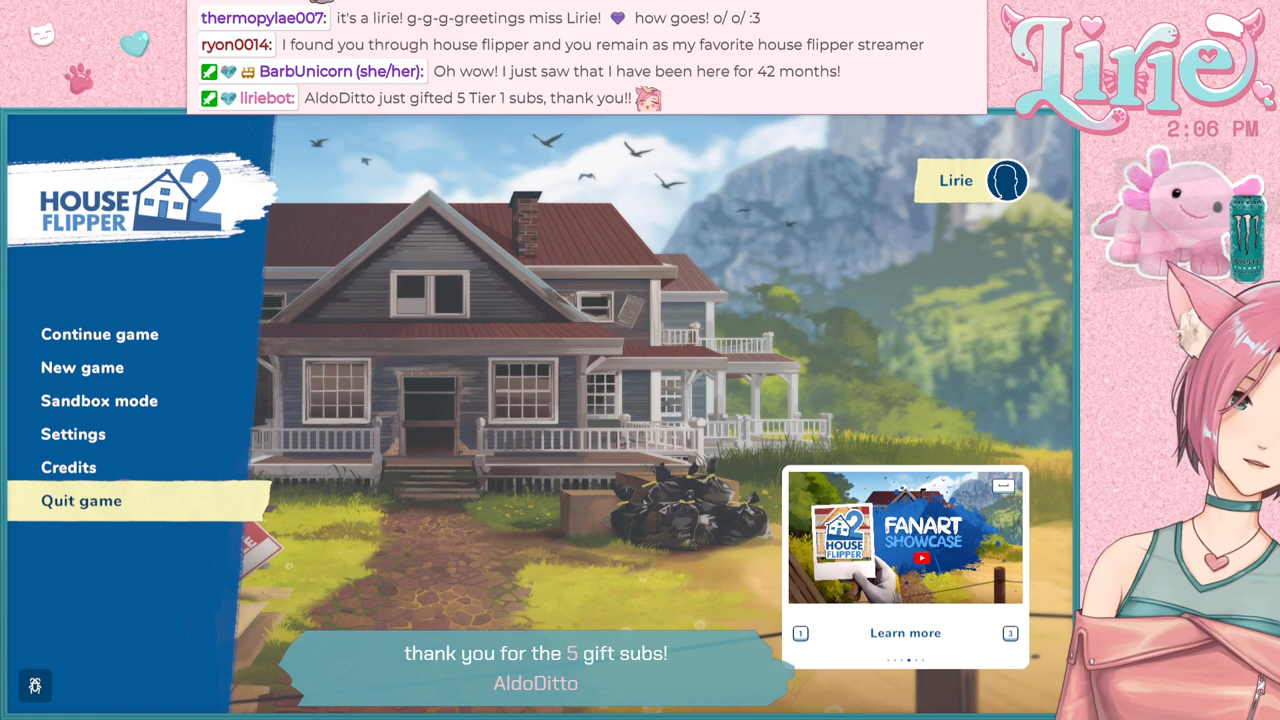 thermopylae007: it's a lirie! g-g-g-greetings miss Lirie! 💜 how goes! o/ o/ :3
ryon0014: I found you through house flipper and you remain as my favorite house flipper streamer
BarbUnicorn (she/her): Oh wow! I just saw that I have been here for 42 months!
liriebot: AldoDitto just gifted 5 Tier 1 subs, thank you!!
Lirie
2:06 PM
HOUSE FLIPPER 2
Lirie
Continue game
New game
Sandbox mode
Settings
Credits
Quit game
HOUSE FLIPPER 2
FANART
SHOWCASE
1
Learn more
3
thank you for the 5 gift subs!
AldoDitto